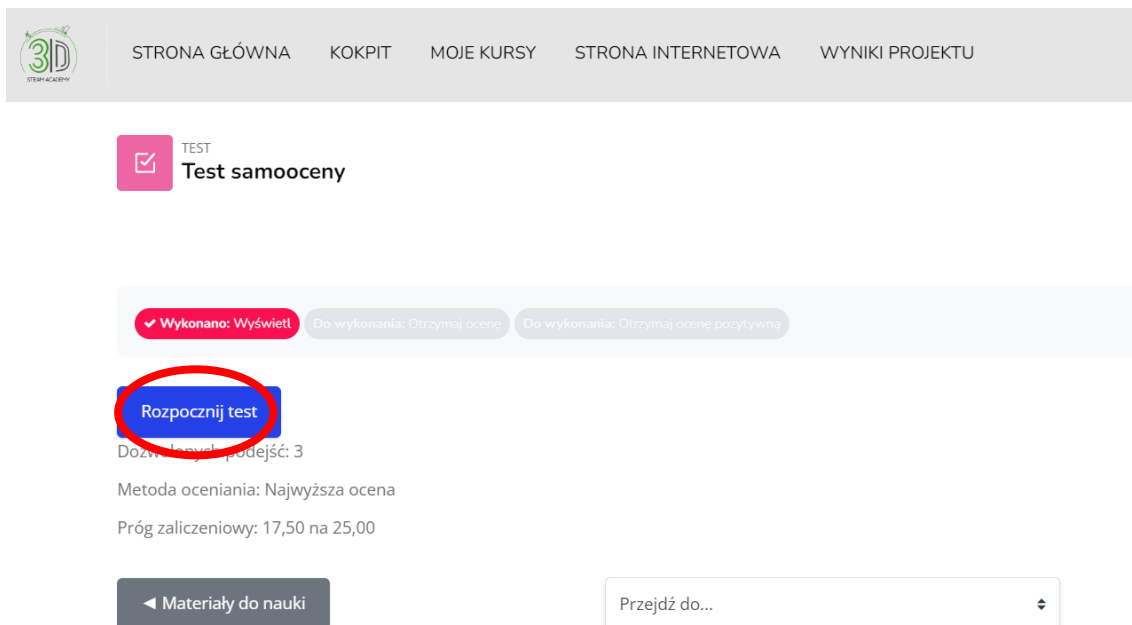 3D
STEAM ACADEMY
STRONA GŁÓWNA KOKPIT MOJE KURSY STRONA INTERNETOWA WYNIKI PROJEKTU
TEST
Test samooceny
Wykonano: Wyświetl Do wykonania: Otrzymaj ocenę Do wykonania: Otrzymaj ocenę pozytywną
Rozpocznij test
Dozwolonych podejść: 3
Metoda oceniania: Najwyższa ocena
Próg zaliczeniowy: 17,50 na 25,00
◄ Materiały do nauki Przejdź do...